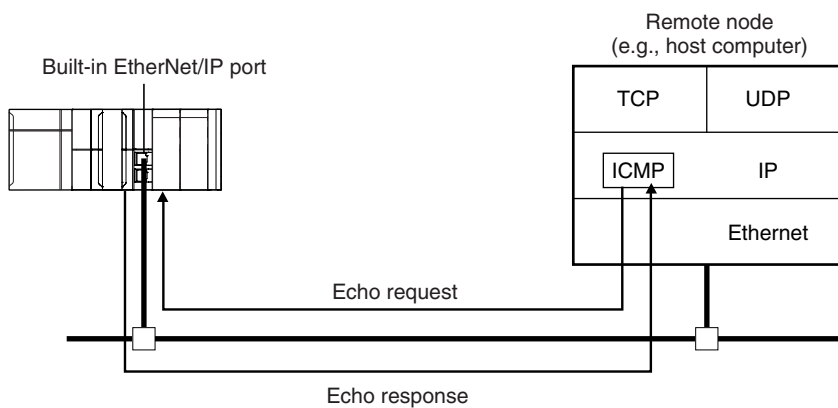 Remote node
(e.g., host computer)
Built-in EtherNet/IP port
TCP
UDP
ICMP
IP
Ethernet
Echo request
Echo response